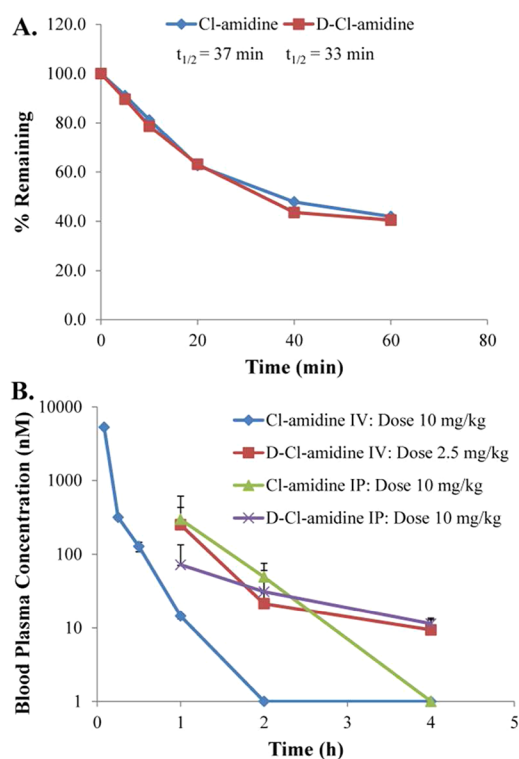 A.
120.0
Cl-amidine D-Cl-amidine
t1/2 = 37 min t1/2 = 33 min
100.0
80.0
60.0
40.0
20.0
0.0
% Remaining
0 20 40 60 80
Time (min)
B.
10000
1000
100
10
1
Blood Plasma Concentration (nM)
Cl-amidine IV: Dose 10 mg/kg
D-Cl-amidine IV: Dose 2.5 mg/kg
Cl-amidine IP: Dose 10 mg/kg
D-Cl-amidine IP: Dose 10 mg/kg
0 1 2 3 4 5
Time (h)